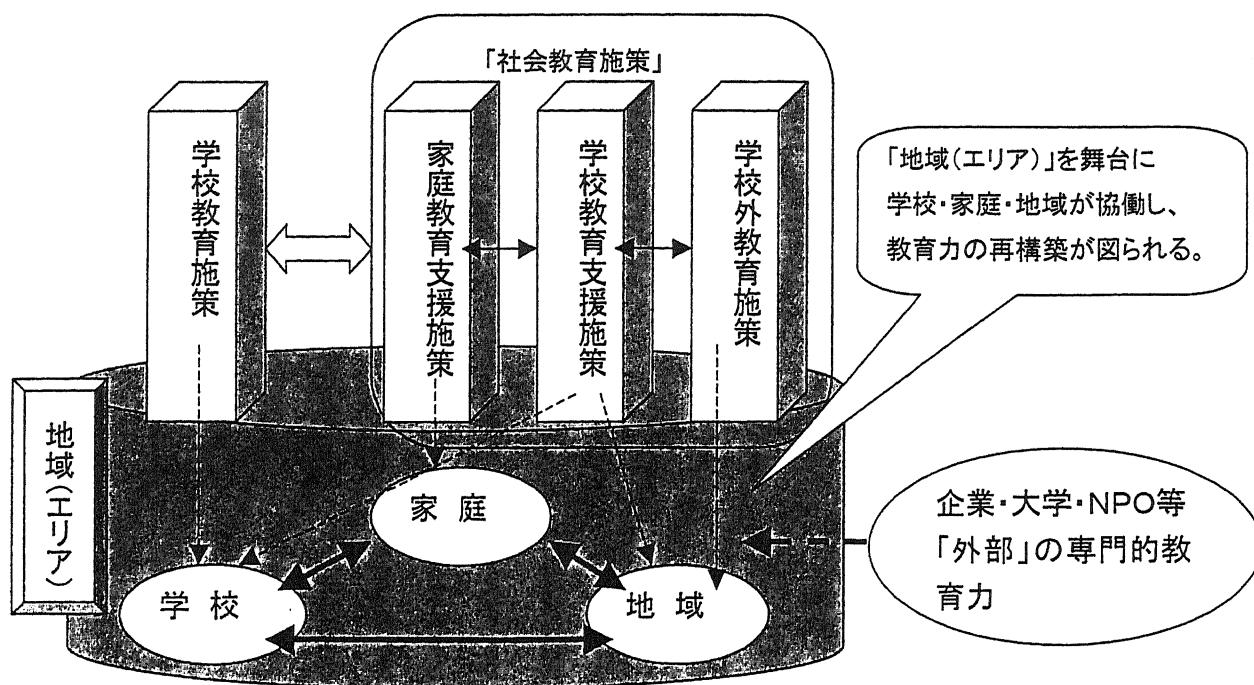 「社会教育施策」
学校教育施策
家庭教育支援施策
学校教育支援施策
学校外教育施策
「地域(エリア)」を舞台に
学校・家庭・地域が協働し、
教育力の再構築が図られる。
地域(エリア)
家庭
学校
地域
企業・大学・NPO等
「外部」の専門的教
育力